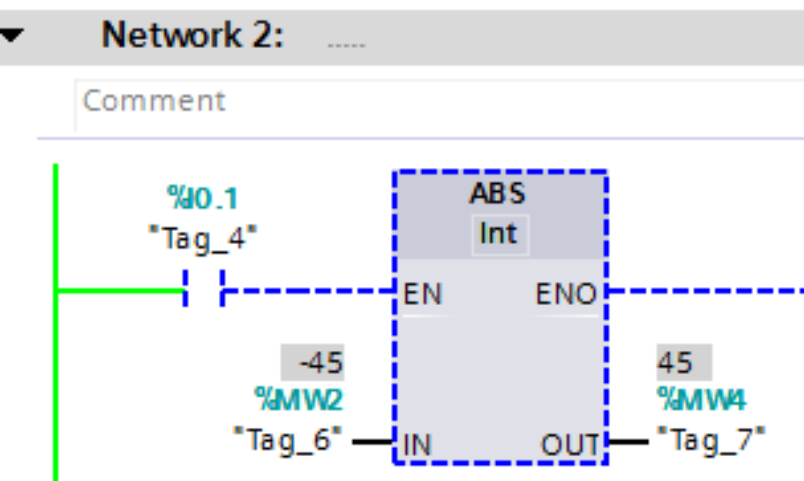 Network 2: .....
Comment
%I0.1
"Tag_4"
ABS
Int
EN
ENO
-45
%MW2
"Tag_6"
IN
45
%MW4
"Tag_7"
OUT